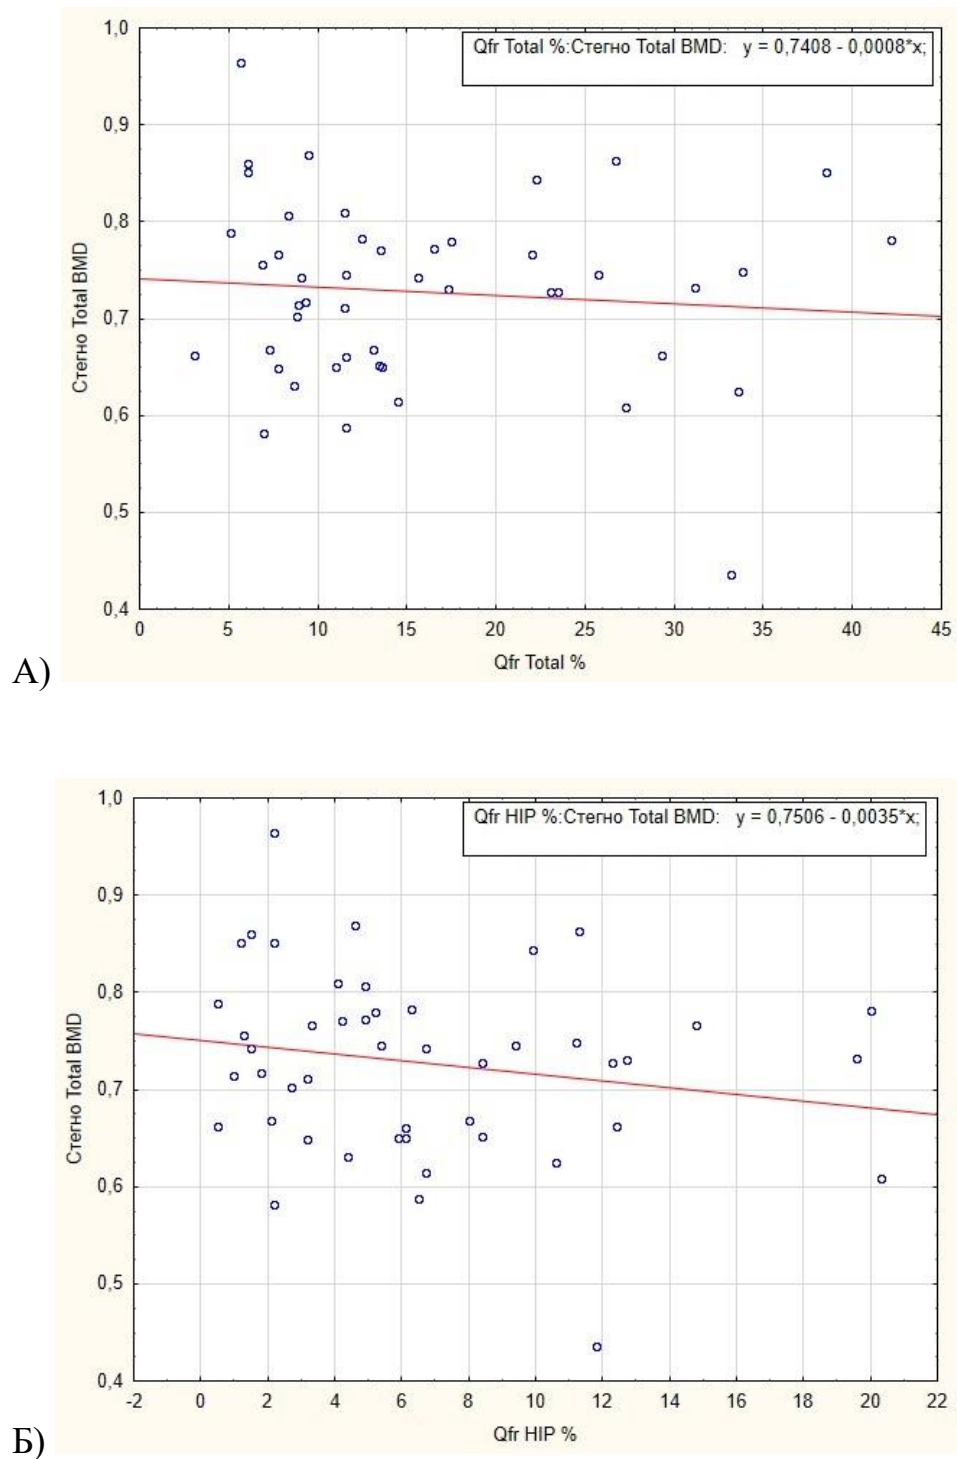 1,0
Qfr Total %:Стегно Total BMD: y = 0,7408 - 0,0008*x;
0,9
0,8
Стегно Total BMD
0,7
0,6
0,5
0,4
0 5 10 15 20 25 30 35 40 45
Qfr Total %
А)
1,0
Qfr HIP %:Стегно Total BMD: y = 0,7506 - 0,0035*x;
0,9
0,8
Стегно Total BMD
0,7
0,6
0,5
0,4
-2 0 2 4 6 8 10 12 14 16 18 20 22
Qfr HIP %
Б)